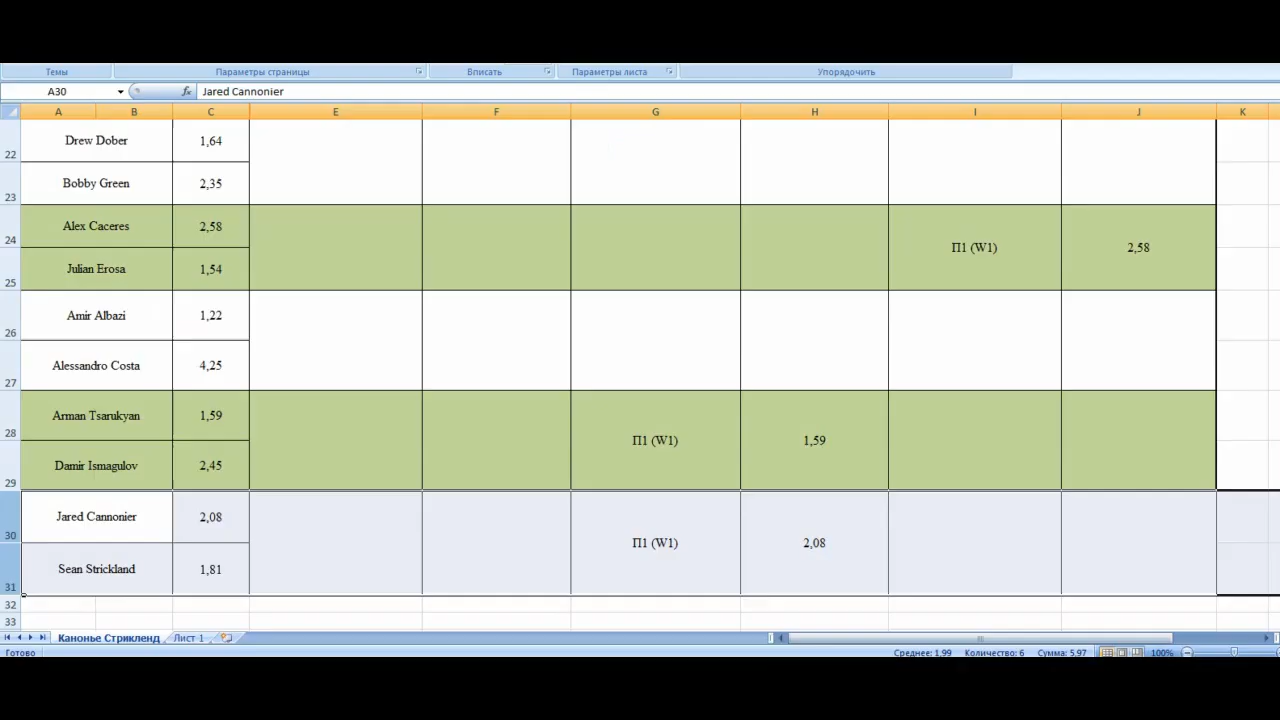 Темы Параметры страницы Вписать Параметры листа Упорядочить
A30 fx Jared Cannonier
A B C E F G H I J K
22 Drew Dober 1,64
23 Bobby Green 2,35
24 Alex Caceres 2,58
П1 (W1) 2,58
25 Julian Erosa 1,54
26 Amir Albazi 1,22
27 Alessandro Costa 4,25
28 Arman Tsarukyan 1,59
П1 (W1) 1,59
29 Damir Ismagulov 2,45
30 Jared Cannonier 2,08
П1 (W1) 2,08
31 Sean Strickland 1,81
32
33
Канонье Стрикленд Лист 1
Готово Среднее: 1,99 Количество: 6 Сумма: 5,97 100%